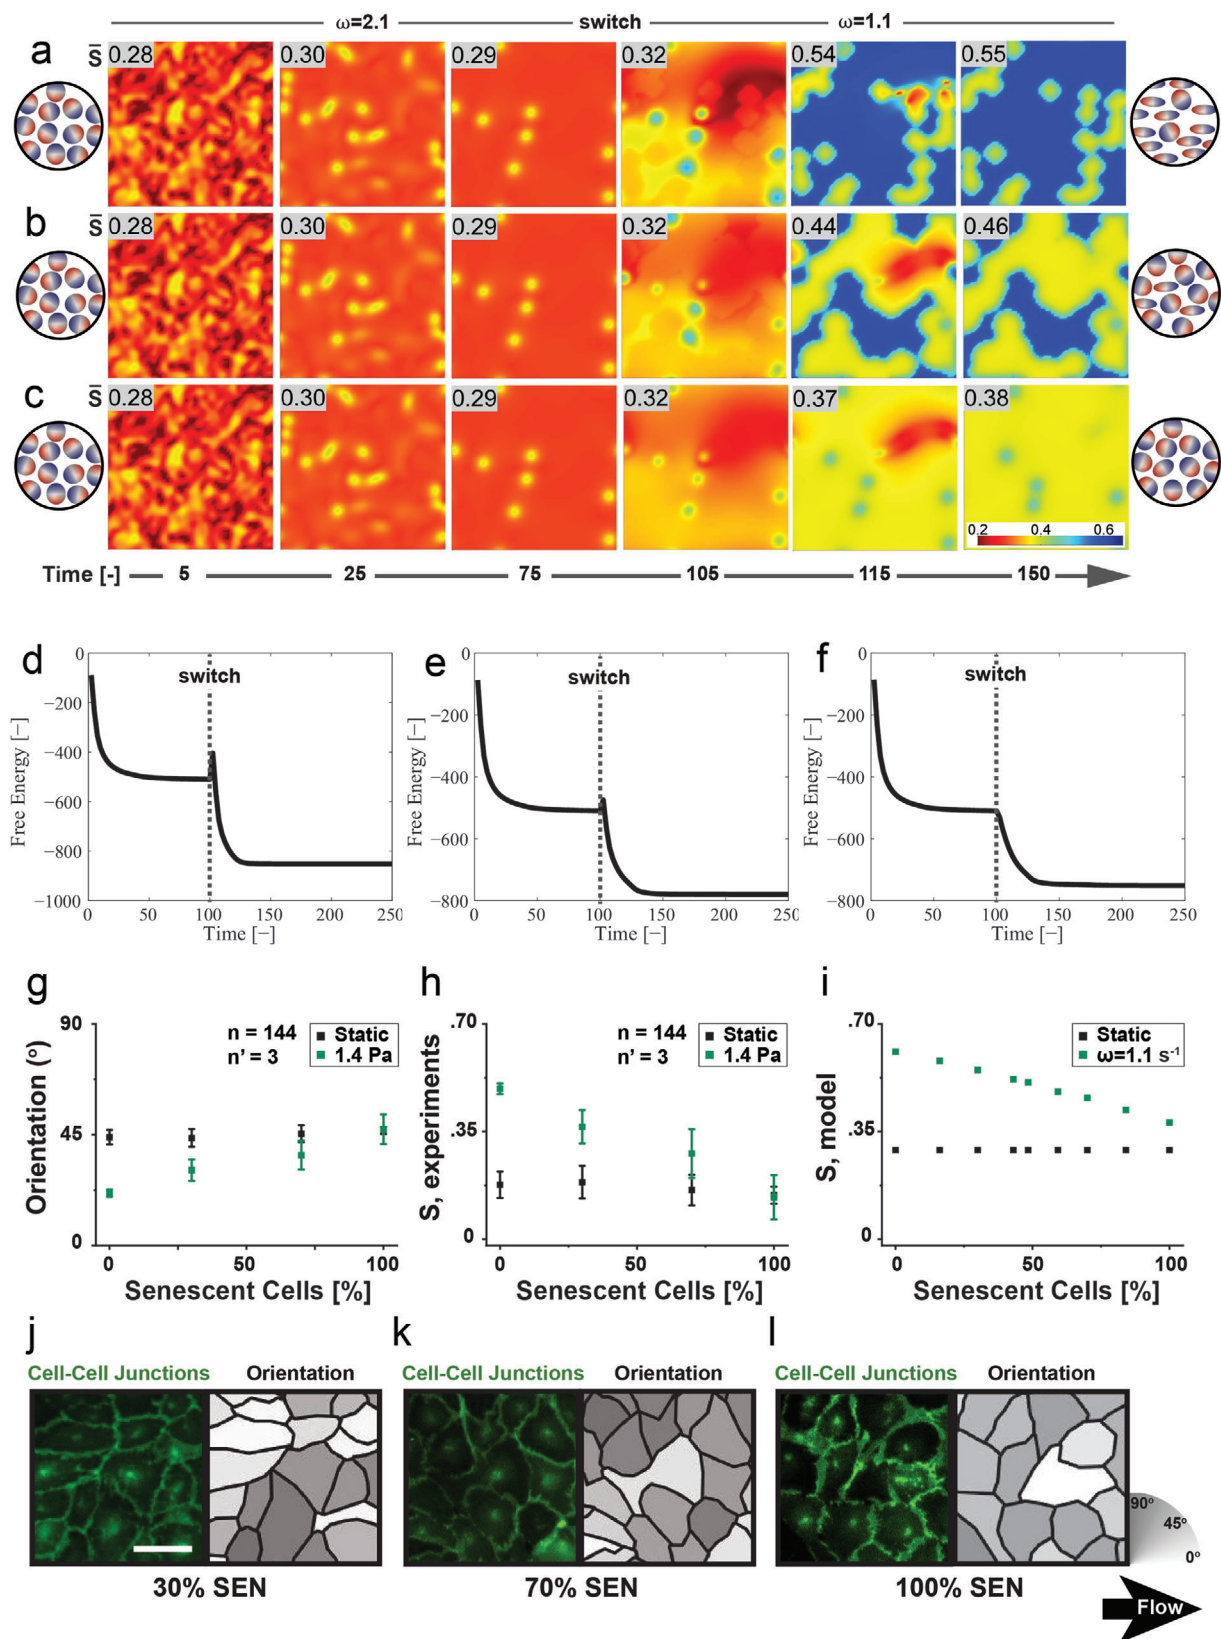 ω=2.1 switch ω=1.1
a S̅ 0.28 0.30 0.29 0.32 0.54 0.55
b S̅ 0.28 0.30 0.29 0.32 0.44 0.46
c S̅ 0.28 0.30 0.29 0.32 0.37 0.38
0.2 0.4 0.6
Time [-] 5 25 75 105 115 150
d
switch
Free Energy [−]
0
−200
−400
−600
−800
−1000
0 50 100 150 200 250
Time [−]
e
switch
Free Energy [−]
0
−200
−400
−600
−800
0 50 100 150 200 250
Time [−]
f
switch
Free Energy [−]
0
−200
−400
−600
−800
0 50 100 150 200 250
Time [−]
g
n = 144
n' = 3
Static
1.4 Pa
Orientation (º)
90
45
0
0 50 100
Senescent Cells [%]
h
n = 144
n' = 3
Static
1.4 Pa
S, experiments
.70
.35
0
0 50 100
Senescent Cells [%]
i
Static
ω=1.1 s⁻¹
S, model
.70
.35
0
0 50 100
Senescent Cells [%]
j
Cell-Cell Junctions Orientation
30% SEN
k
Cell-Cell Junctions Orientation
70% SEN
l
Cell-Cell Junctions Orientation
100% SEN
90º
45º
0º
Flow